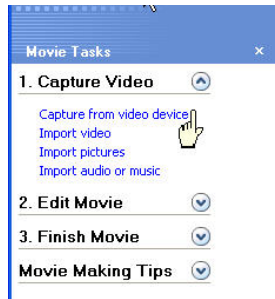 Movie Tasks
1. Capture Video
Capture from video device
Import video
Import pictures
Import audio or music
2. Edit Movie
3. Finish Movie
Movie Making Tips